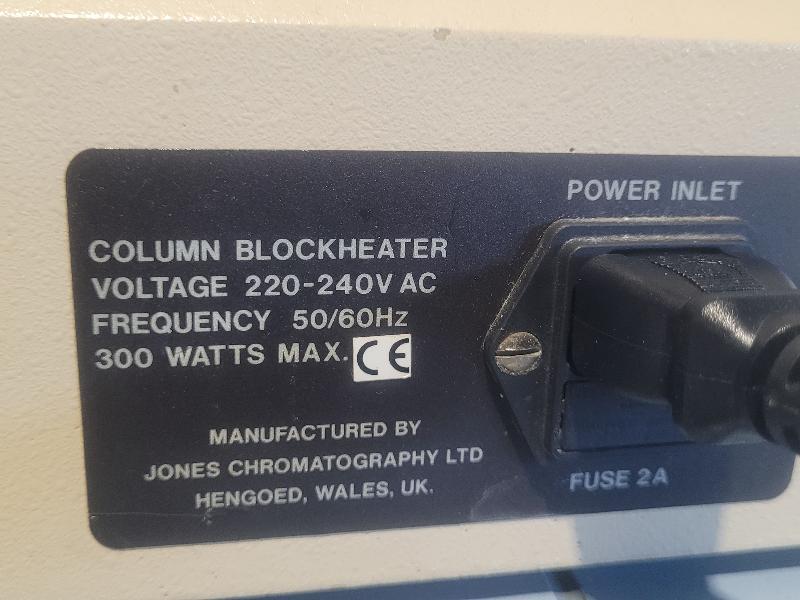 POWER INLET
COLUMN BLOCKHEATER
VOLTAGE 220-240V AC
FREQUENCY 50/60Hz
300 WATTS MAX. CE
MANUFACTURED BY
JONES CHROMATOGRAPHY LTD
HENGOED, WALES, UK.
FUSE 2A